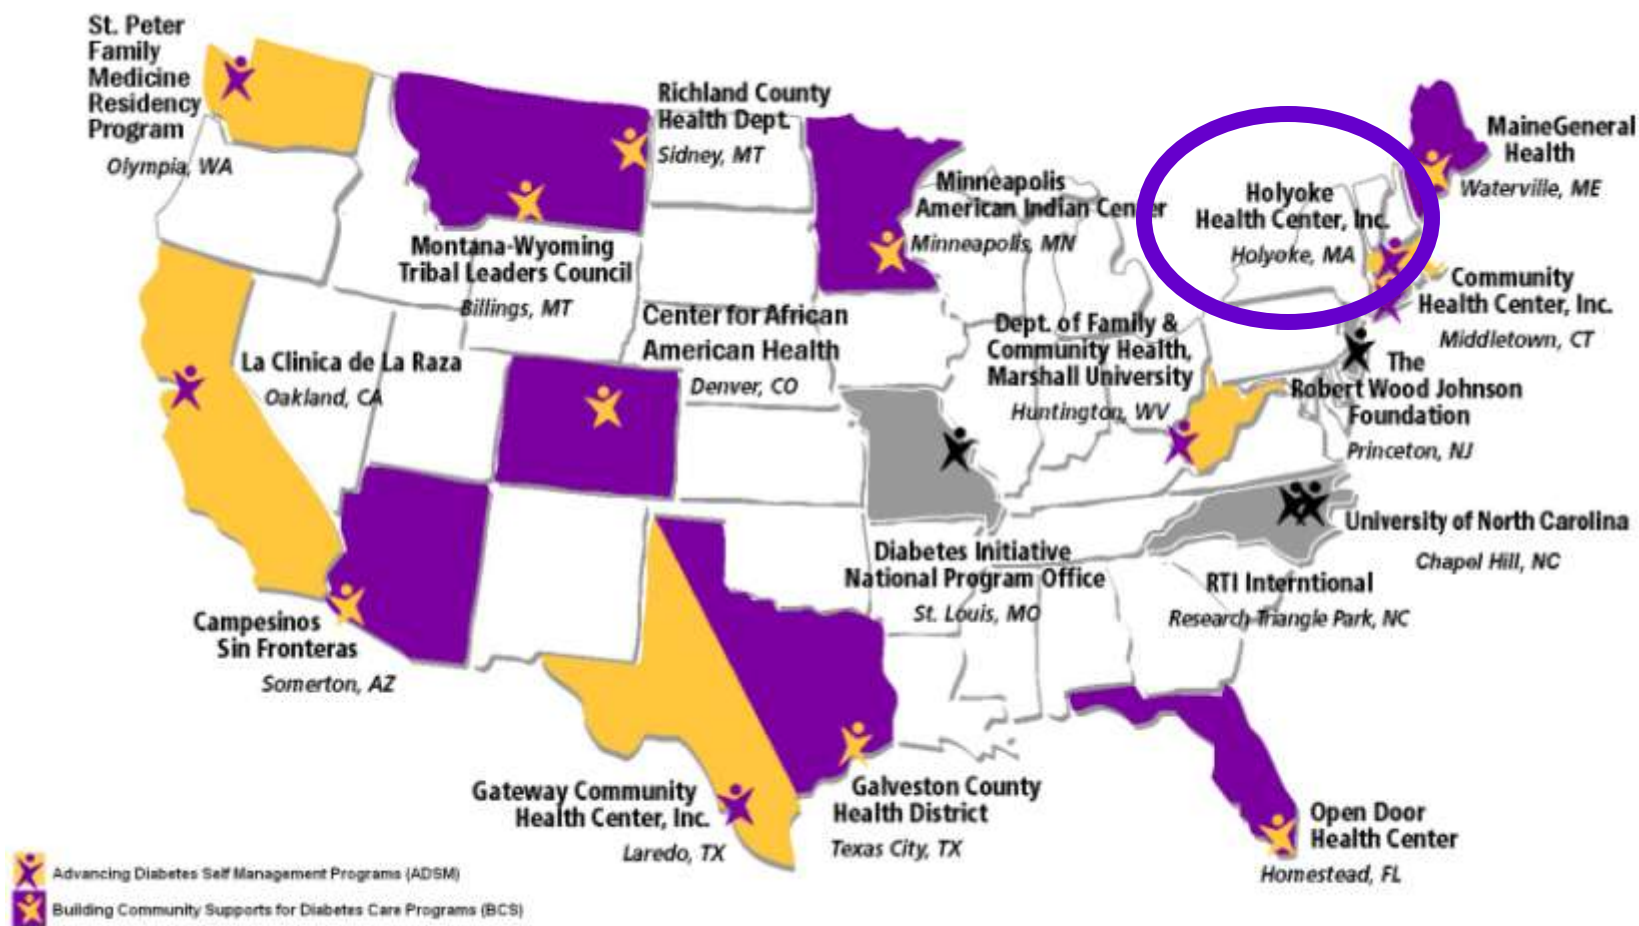 St. Peter
Family
Medicine
Residency
Program
Olympia, WA
Richland County
Health Dept.
Sidney, MT
Montana-Wyoming
Tribal Leaders Council
Billings, MT
Minneapolis
American Indian Center
Minneapolis, MN
Holyoke
Health Center, Inc.
Holyoke, MA
MaineGeneral
Health
Waterville, ME
Community
Health Center, Inc.
Middletown, CT
La Clinica de La Raza
Oakland, CA
Center for African
American Health
Denver, CO
Dept. of Family &
Community Health,
Marshall University
Huntington, WV
The
Robert Wood Johnson
Foundation
Princeton, NJ
Campesinos
Sin Fronteras
Somerton, AZ
Diabetes Initiative
National Program Office
St. Louis, MO
University of North Carolina
Chapel Hill, NC
RTI Interntional
Research Triangle Park, NC
Gateway Community
Health Center, Inc.
Laredo, TX
Galveston County
Health District
Texas City, TX
Open Door
Health Center
Homestead, FL
Advancing Diabetes Self Management Programs (ADSM)
Building Community Supports for Diabetes Care Programs (BCS)